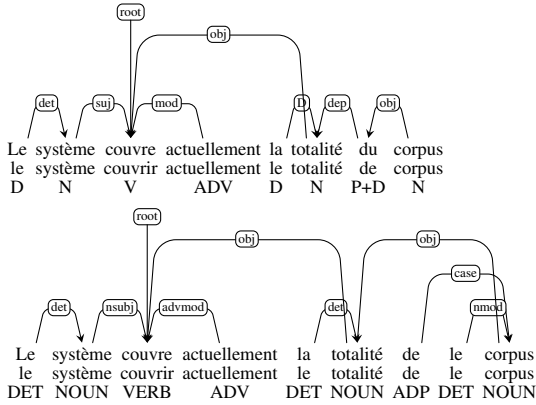 root
obj
det suj mod D dep obj
Le système couvre actuellement la totalité du corpus
le système couvrir actuellement le totalité de corpus
D N V ADV D N P+D N
root
obj obj
case
det nsubj advmod det nmod
Le système couvre actuellement la totalité de le corpus
le système couvrir actuellement le totalité de le corpus
DET NOUN VERB ADV DET NOUN ADP DET NOUN